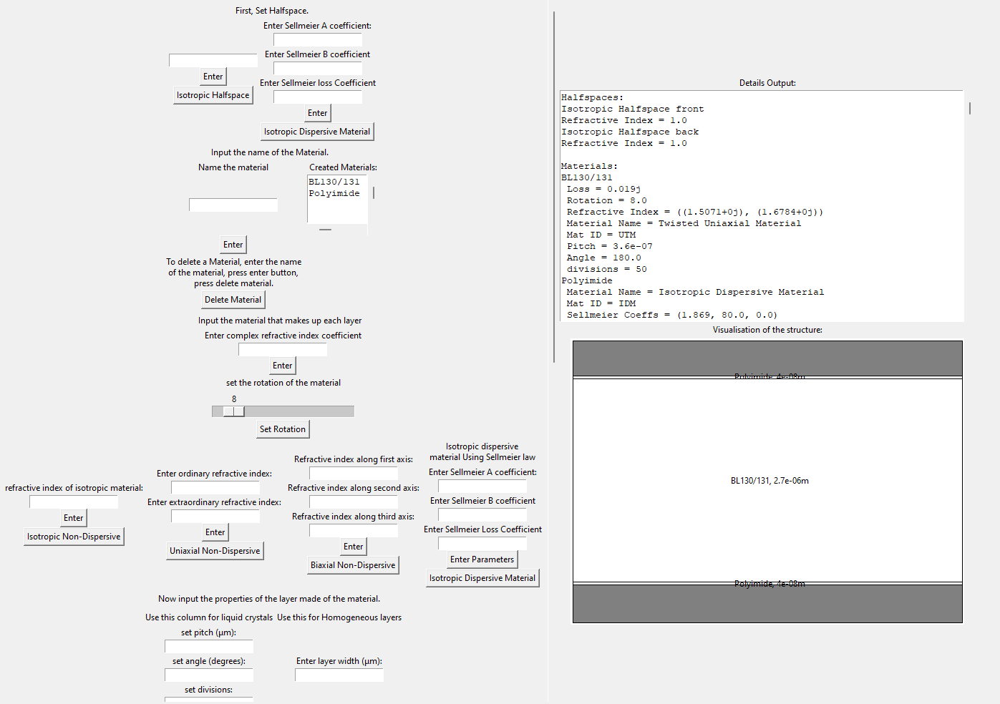 First, Set Halfspace.
Enter Sellmeier A coefficient:
Enter Sellmeier B coefficient
Enter
Enter Sellmeier loss Coefficient
Isotropic Halfspace
Enter
Isotropic Dispersive Material
Input the name of the Material.
Name the material
Created Materials:
BL130/131
Polyimide
Enter
To delete a Material, enter the name
of the material, press enter button,
press delete material.
Delete Material
Input the material that makes up each layer
Enter complex refractive index coefficient
Enter
set the rotation of the material
8
Set Rotation
refractive index of isotropic material:
Enter
Isotropic Non-Dispersive
Enter ordinary refractive index:
Enter extraordinary refractive index:
Enter
Uniaxial Non-Dispersive
Refractive index along first axis:
Refractive index along second axis:
Refractive index along third axis:
Enter
Biaxial Non-Dispersive
Isotropic dispersive
material Using Sellmeier law
Enter Sellmeier A coefficient:
Enter Sellmeier B coefficient
Enter Sellmeier Loss Coefficient
Enter Parameters
Isotropic Dispersive Material
Now input the properties of the layer made of the material.
Use this column for liquid crystals
Use this for Homogeneous layers
set pitch (µm):
set angle (degrees):
Enter layer width (µm):
set divisions:
Details Output:
Halfspaces:
Isotropic Halfspace front
Refractive Index = 1.0
Isotropic Halfspace back
Refractive Index = 1.0
Materials:
BL130/131
Loss = 0.019j
Rotation = 8.0
Refractive Index = ((1.5071+0j), (1.6784+0j))
Material Name = Twisted Uniaxial Material
Mat ID = UTM
Pitch = 3.6e-07
Angle = 180.0
divisions = 50
Polyimide
Material Name = Isotropic Dispersive Material
Mat ID = IDM
Sellmeier Coeffs = (1.869, 80.0, 0.0)
Visualisation of the structure:
Polyimide, 4e-08m
BL130/131, 2.7e-06m
Polyimide, 4e-08m